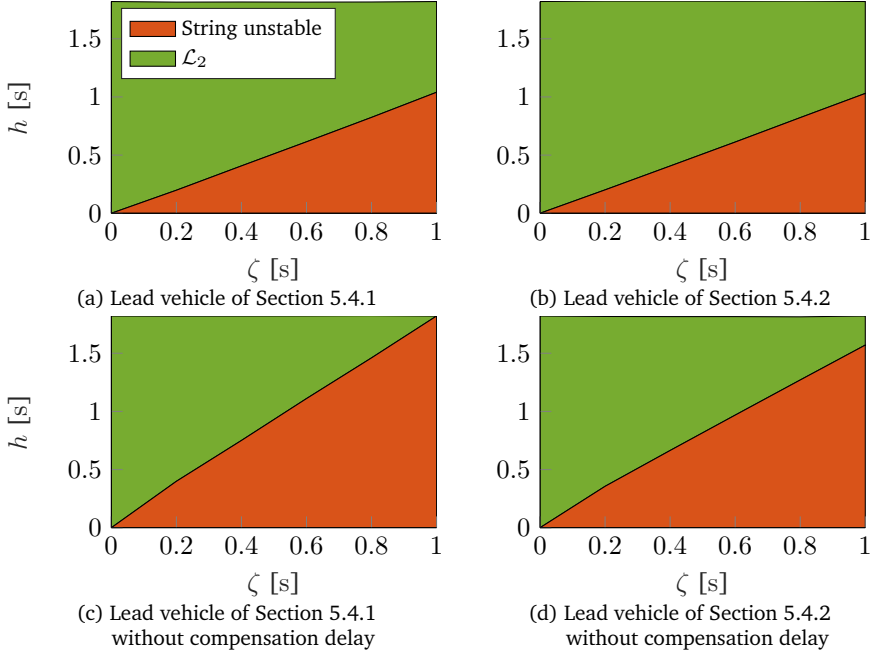 String unstable
ℒ₂
1.5
1
0.5
0
h [s]
0 0.2 0.4 0.6 0.8 1
ζ [s]
(a) Lead vehicle of Section 5.4.1
1.5
1
0.5
0
0 0.2 0.4 0.6 0.8 1
ζ [s]
(b) Lead vehicle of Section 5.4.2
1.5
1
0.5
0
h [s]
0 0.2 0.4 0.6 0.8 1
ζ [s]
(c) Lead vehicle of Section 5.4.1
without compensation delay
1.5
1
0.5
0
0 0.2 0.4 0.6 0.8 1
ζ [s]
(d) Lead vehicle of Section 5.4.2
without compensation delay